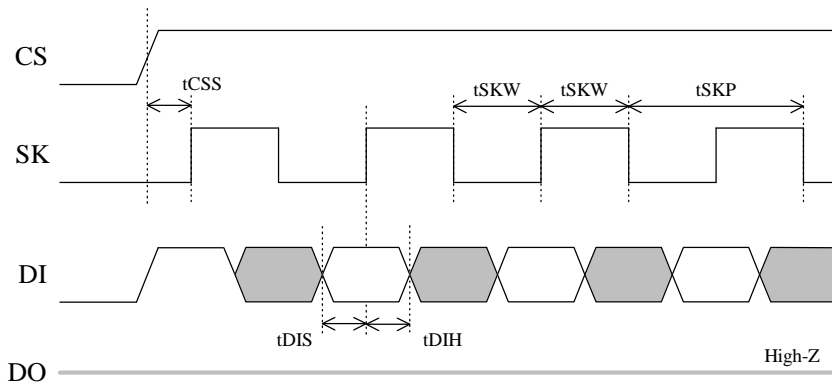 CS
tCSS
tSKW tSKW tSKP
SK
DI
tDIS tDIH
High-Z
DO